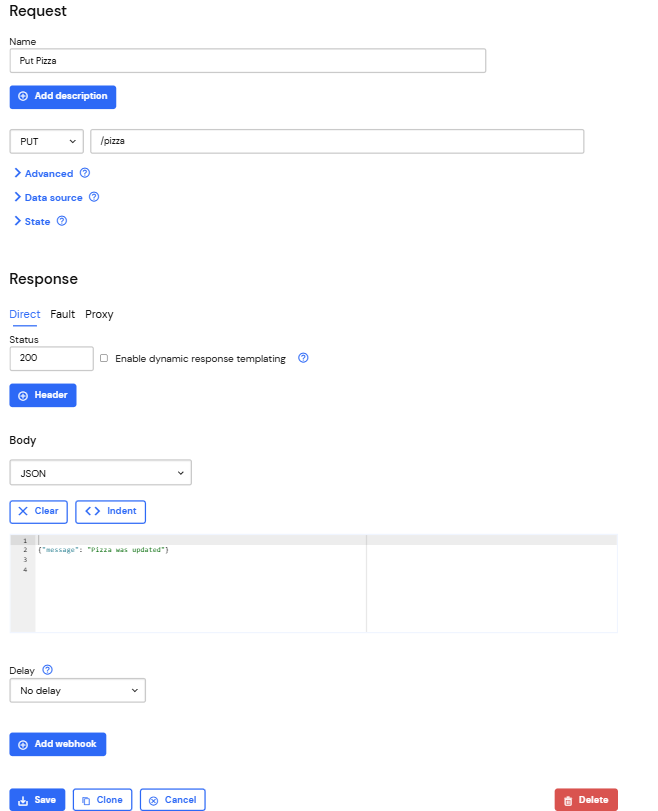 Request
Name
Put Pizza
Add description
PUT /pizza
Advanced
Data source
State
Response
Direct Fault Proxy
Status
200 Enable dynamic response templating
Header
Body
JSON
Clear Indent
1
2 {"message": "Pizza was updated"}
3
4
Delay
No delay
Add webhook
Save Clone Cancel Delete